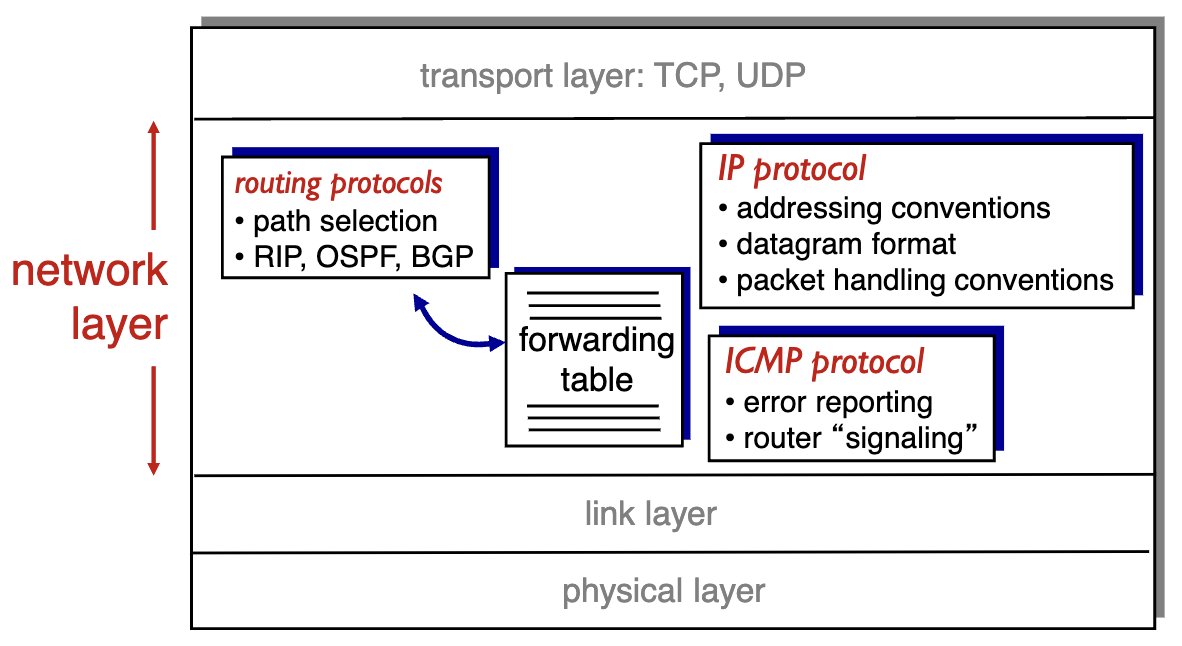 transport layer: TCP, UDP
network
layer
routing protocols
• path selection
• RIP, OSPF, BGP
forwarding
table
IP protocol
• addressing conventions
• datagram format
• packet handling conventions
ICMP protocol
• error reporting
• router “signaling”
link layer
physical layer